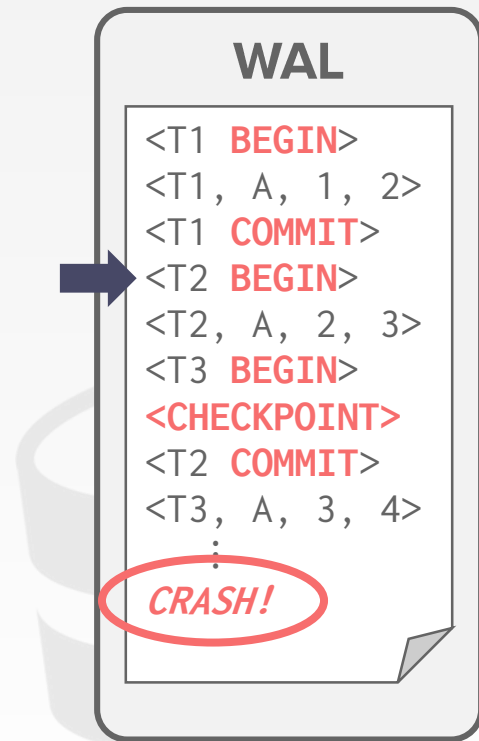 WAL
<T1 BEGIN>
<T1, A, 1, 2>
<T1 COMMIT>
<T2 BEGIN>
<T2, A, 2, 3>
<T3 BEGIN>
<CHECKPOINT>
<T2 COMMIT>
<T3, A, 3, 4>
⋮
CRASH!